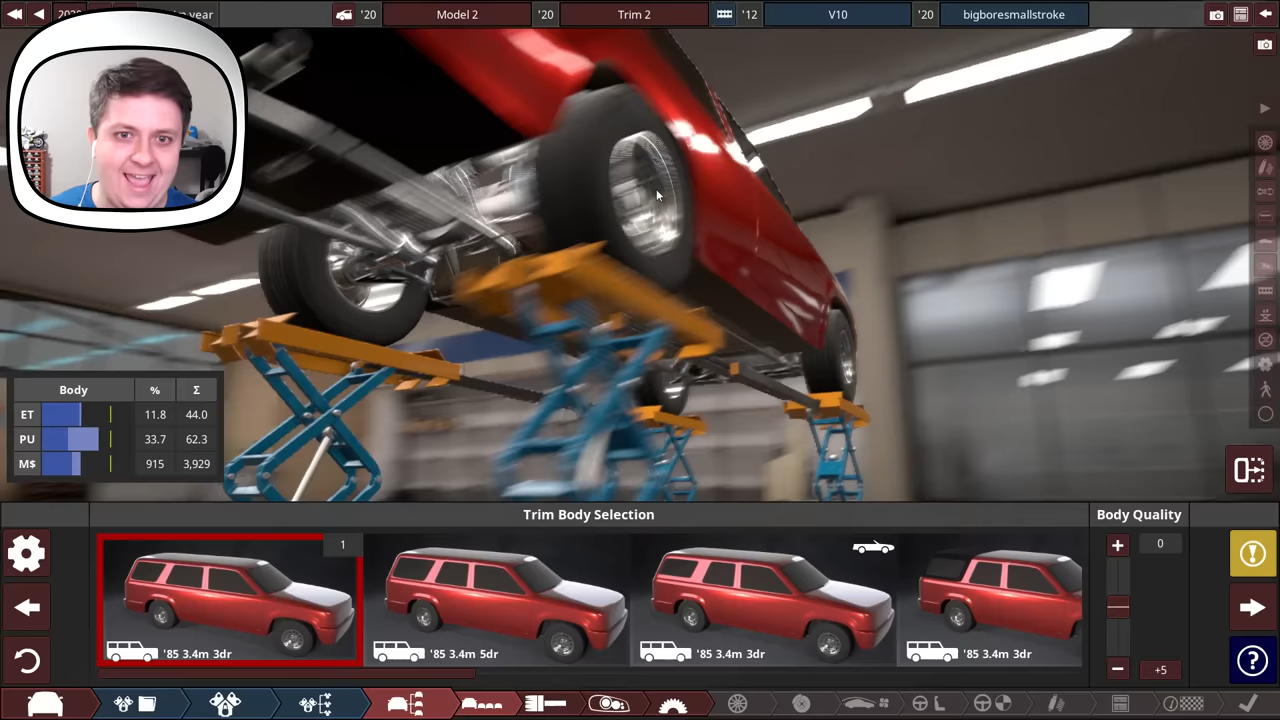 '20 Model 2 '20 Trim 2 '12 V10 '20 bigboresmallstroke
Body % Σ
ET 11.8 44.0
PU 33.7 62.3
M$ 915 3,929
Trim Body Selection
Body Quality
1
0
'85 3.4m 3dr
'85 3.4m 5dr
'85 3.4m 3dr
'85 3.4m 3dr
+5